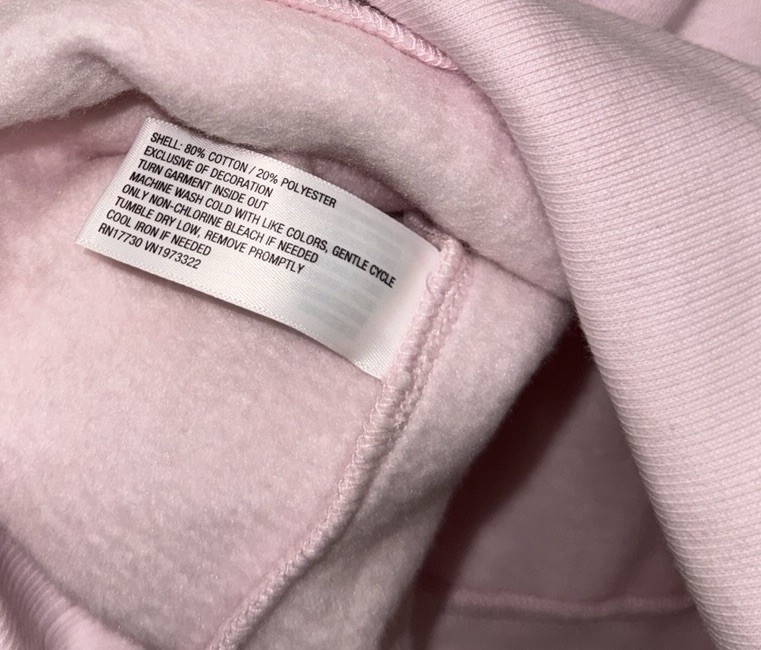 SHELL: 80% COTTON / 20% POLYESTER
EXCLUSIVE OF DECORATION
TURN GARMENT INSIDE OUT
MACHINE WASH COLD WITH LIKE COLORS, GENTLE CYCLE
ONLY NON-CHLORINE BLEACH IF NEEDED
TUMBLE DRY LOW, REMOVE PROMPTLY
COOL IRON IF NEEDED
RN17730 VN1973322